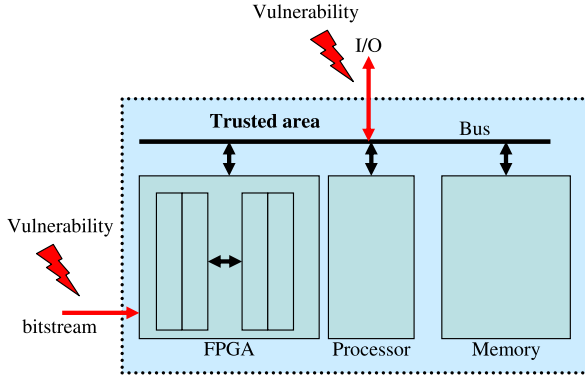 Vulnerability
I/O
Trusted area
Bus
Vulnerability
bitstream
FPGA
Processor
Memory